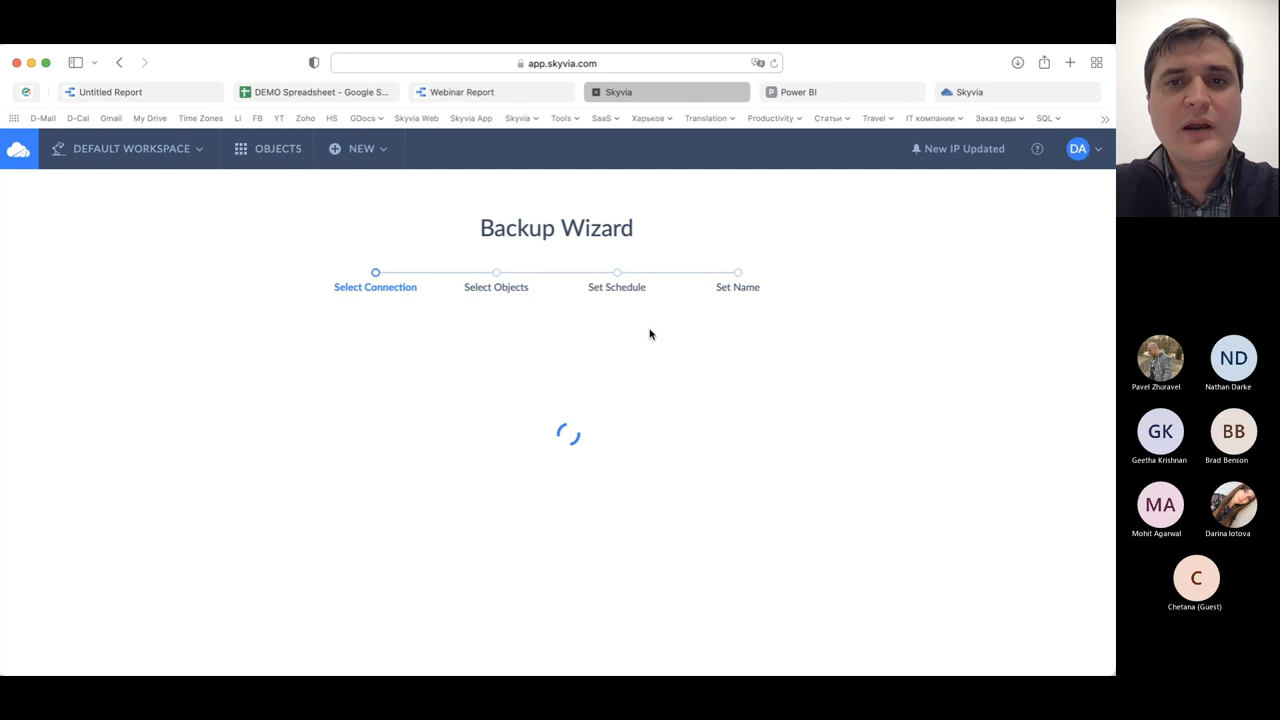 app.skyvia.com
Untitled Report
DEMO Spreadsheet - Google S...
Webinar Report
Skyvia
Power BI
Skyvia
D-Mail D-Cal Gmail My Drive Time Zones LI FB YT Zoho HS GDocs Skyvia Web Skyvia App Skyvia Tools SaaS Харьков Translation Productivity Статьи Travel IT компании Заказ еды SQL
DEFAULT WORKSPACE OBJECTS NEW New IP Updated ? DA
Backup Wizard
Select Connection Select Objects Set Schedule Set Name
ND
Pavel Zhuravel Nathan Darke
GK BB
Geetha Krishnan Brad Benson
MA
Mohit Agarwal Darina Iotova
C
Chetana (Guest)